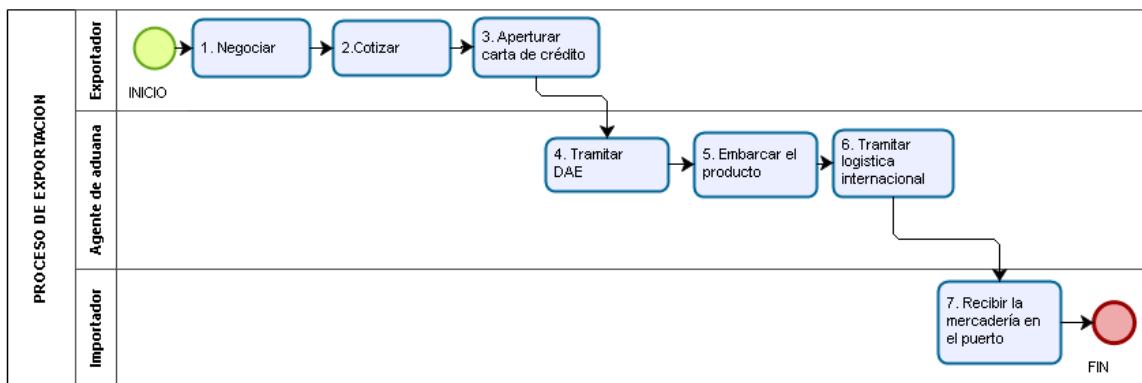 PROCESO DE EXPORTACION
Exportador
INICIO
1. Negociar
2.Cotizar
3. Aperturar
carta de crédito
Agente de aduana
4. Tramitar
DAE
5. Embarcar el
producto
6. Tramitar
logistica
internacional
Importador
7. Recibir la
mercadería en
el puerto
FIN